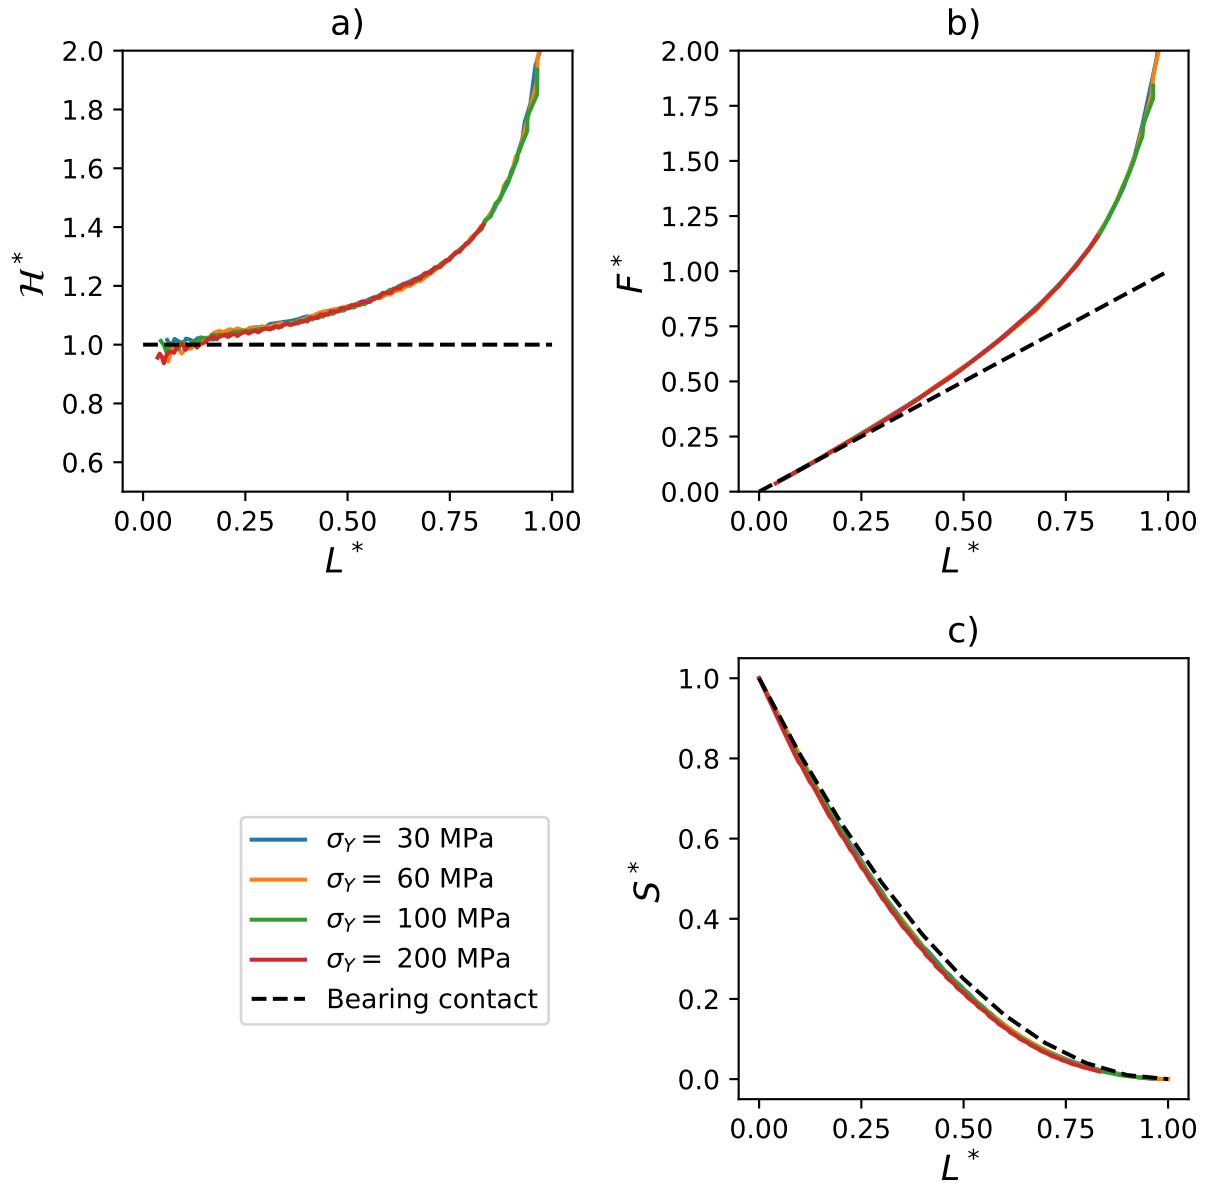 a)
2.0
1.8
1.6
1.4
1.2
1.0
0.8
0.6
ℋ*
0.00 0.25 0.50 0.75 1.00
L*
b)
2.00
1.75
1.50
1.25
1.00
0.75
0.50
0.25
0.00
F*
0.00 0.25 0.50 0.75 1.00
L*
c)
1.0
0.8
0.6
0.4
0.2
0.0
S*
0.00 0.25 0.50 0.75 1.00
L*
σ_Y = 30 MPa
σ_Y = 60 MPa
σ_Y = 100 MPa
σ_Y = 200 MPa
Bearing contact